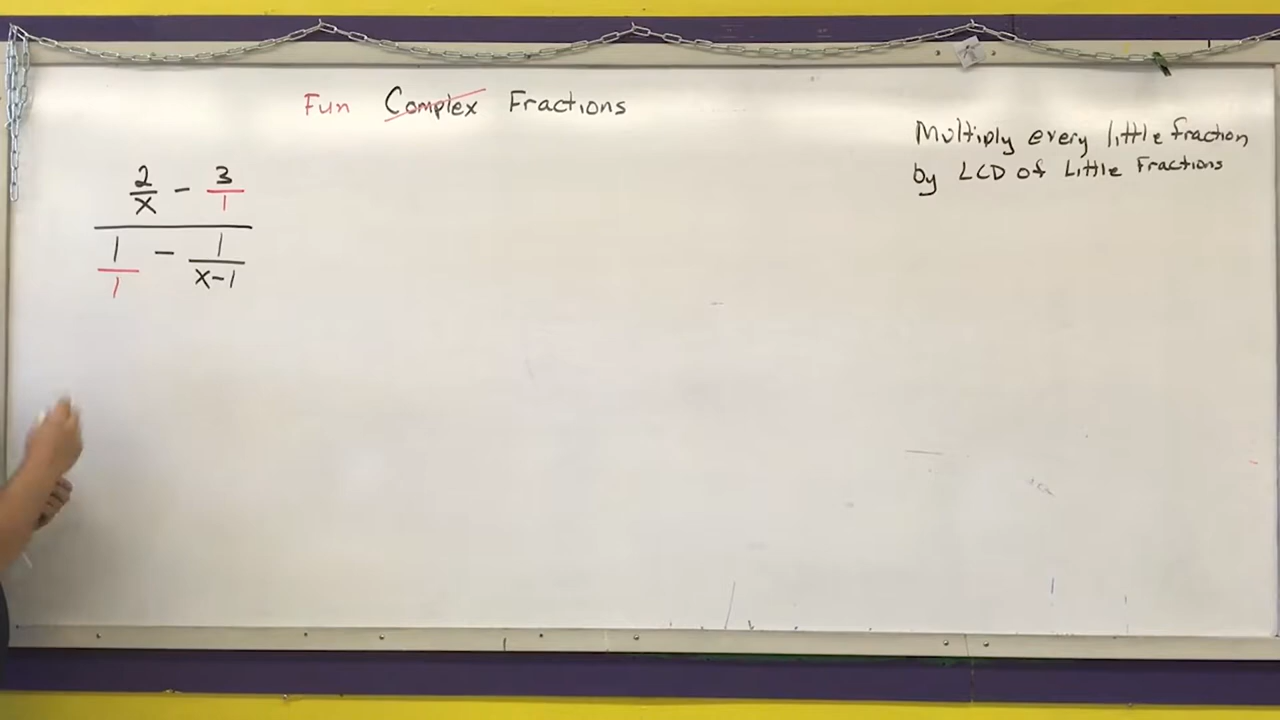 Fun Complex Fractions
Multiply every little fraction
by LCD of Little Fractions
2 - 3
x 1
1 - 1
1 x-1